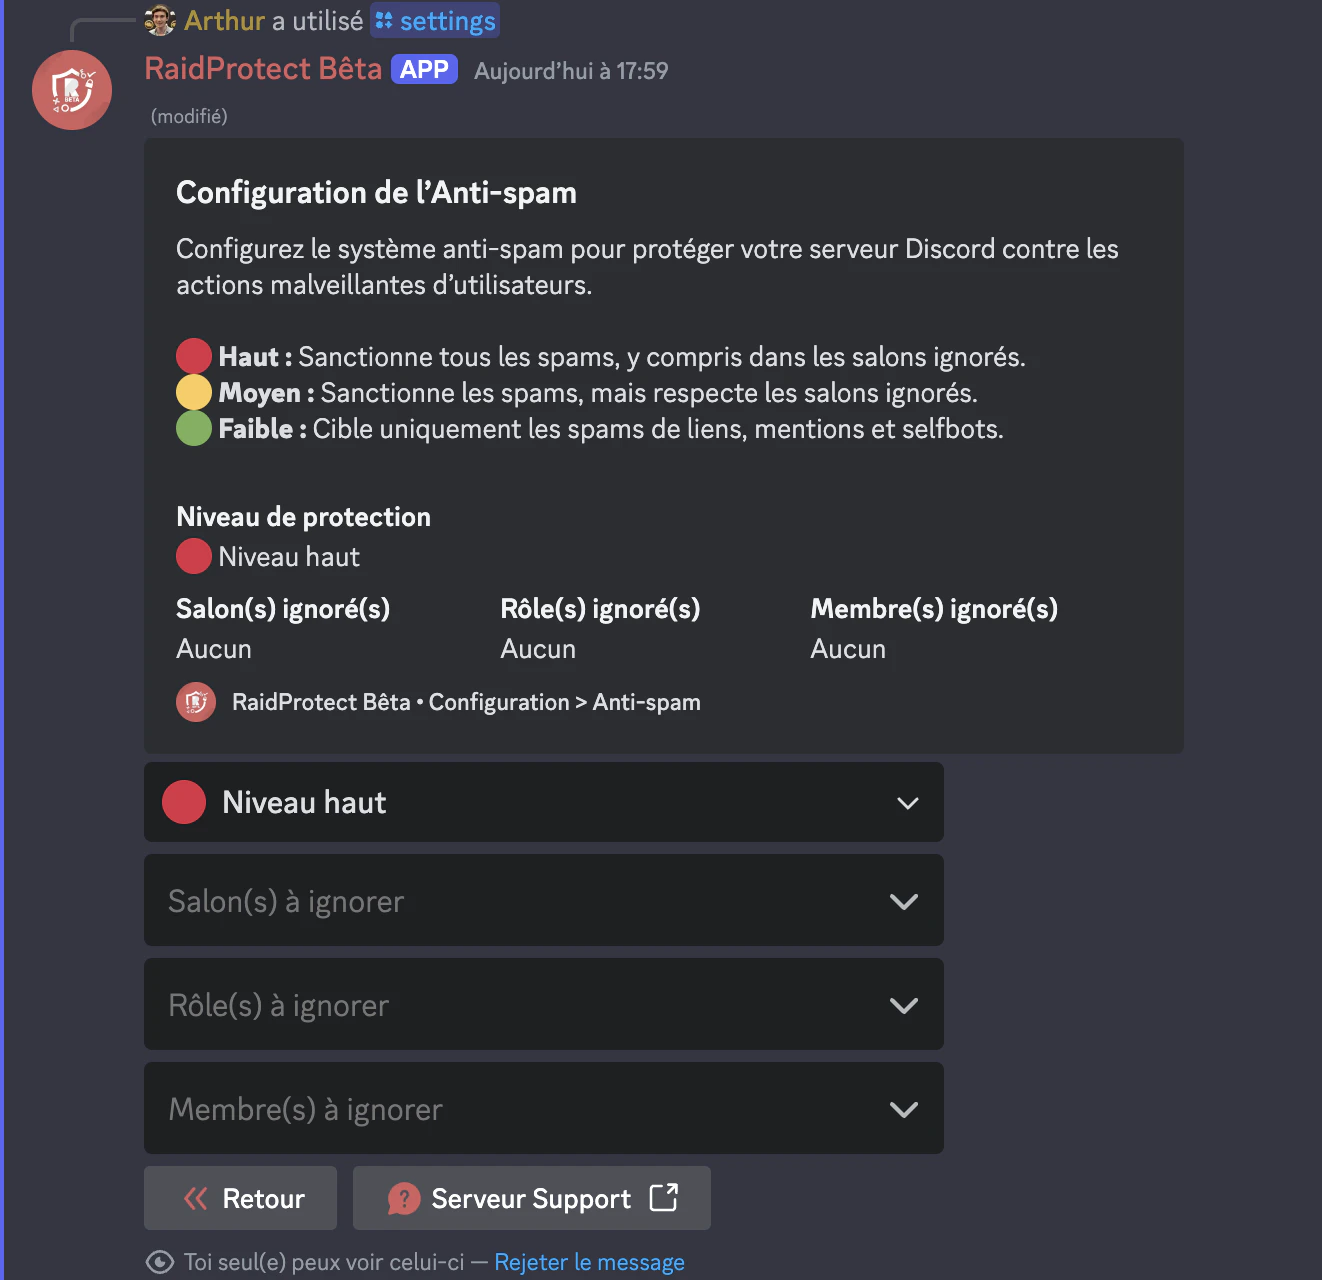 Arthur a utilisé settings
RaidProtect Bêta APP Aujourd’hui à 17:59
(modifié)
Configuration de l’Anti-spam
Configurez le système anti-spam pour protéger votre serveur Discord contre les
actions malveillantes d’utilisateurs.
Haut : Sanctionne tous les spams, y compris dans les salons ignorés.
Moyen : Sanctionne les spams, mais respecte les salons ignorés.
Faible : Cible uniquement les spams de liens, mentions et selfbots.
Niveau de protection
Niveau haut
Salon(s) ignoré(s) Rôle(s) ignoré(s) Membre(s) ignoré(s)
Aucun Aucun Aucun
RaidProtect Bêta • Configuration > Anti-spam
Niveau haut
Salon(s) à ignorer
Rôle(s) à ignorer
Membre(s) à ignorer
Retour Serveur Support
Toi seul(e) peux voir celui-ci — Rejeter le message